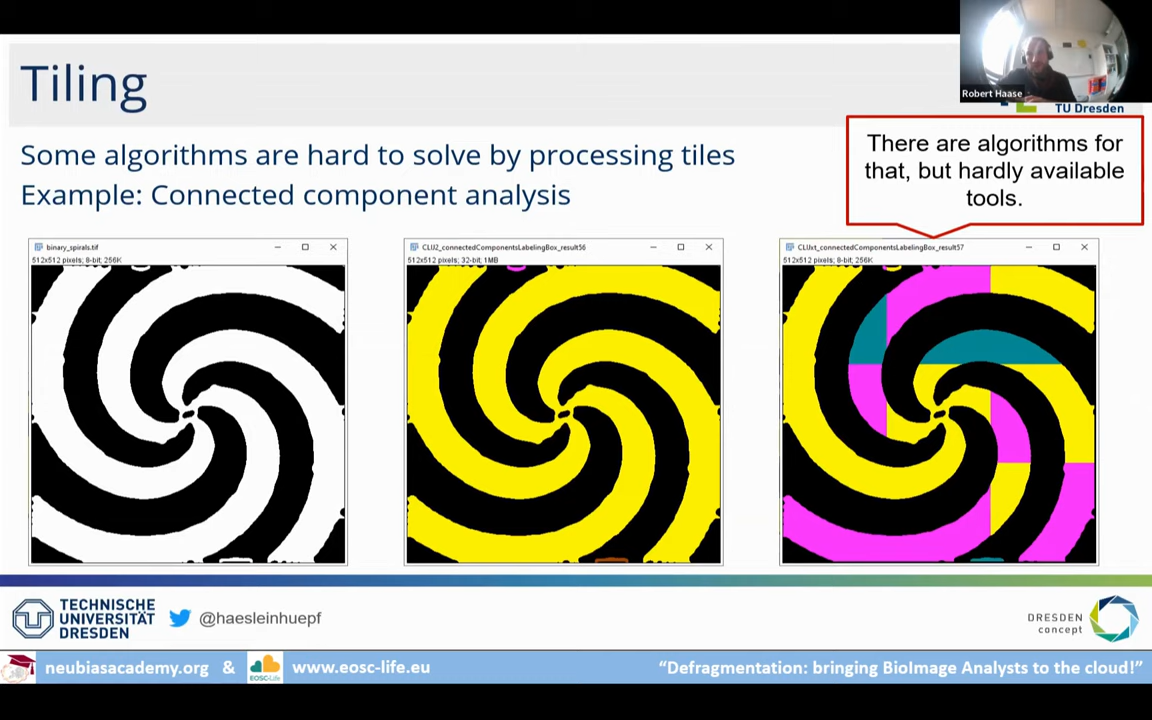 Tiling
Robert Haase
TU Dresden
Some algorithms are hard to solve by processing tiles
Example: Connected component analysis
There are algorithms for
that, but hardly available
tools.
binary_spirals.tif
512x512 pixels; 8-bit; 256K
CLIJ2_connectedComponentsLabelingBox_result56
512x512 pixels; 32-bit; 1MB
CLIJxt_connectedComponentsLabelingBox_result57
512x512 pixels; 8-bit; 256K
TECHNISCHE
UNIVERSITÄT
DRESDEN
@haesleinhuepf
DRESDEN
concept
neubiasacademy.org &
EOSC-Life
www.eosc-life.eu
“Defragmentation: bringing BioImage Analysts to the cloud!”